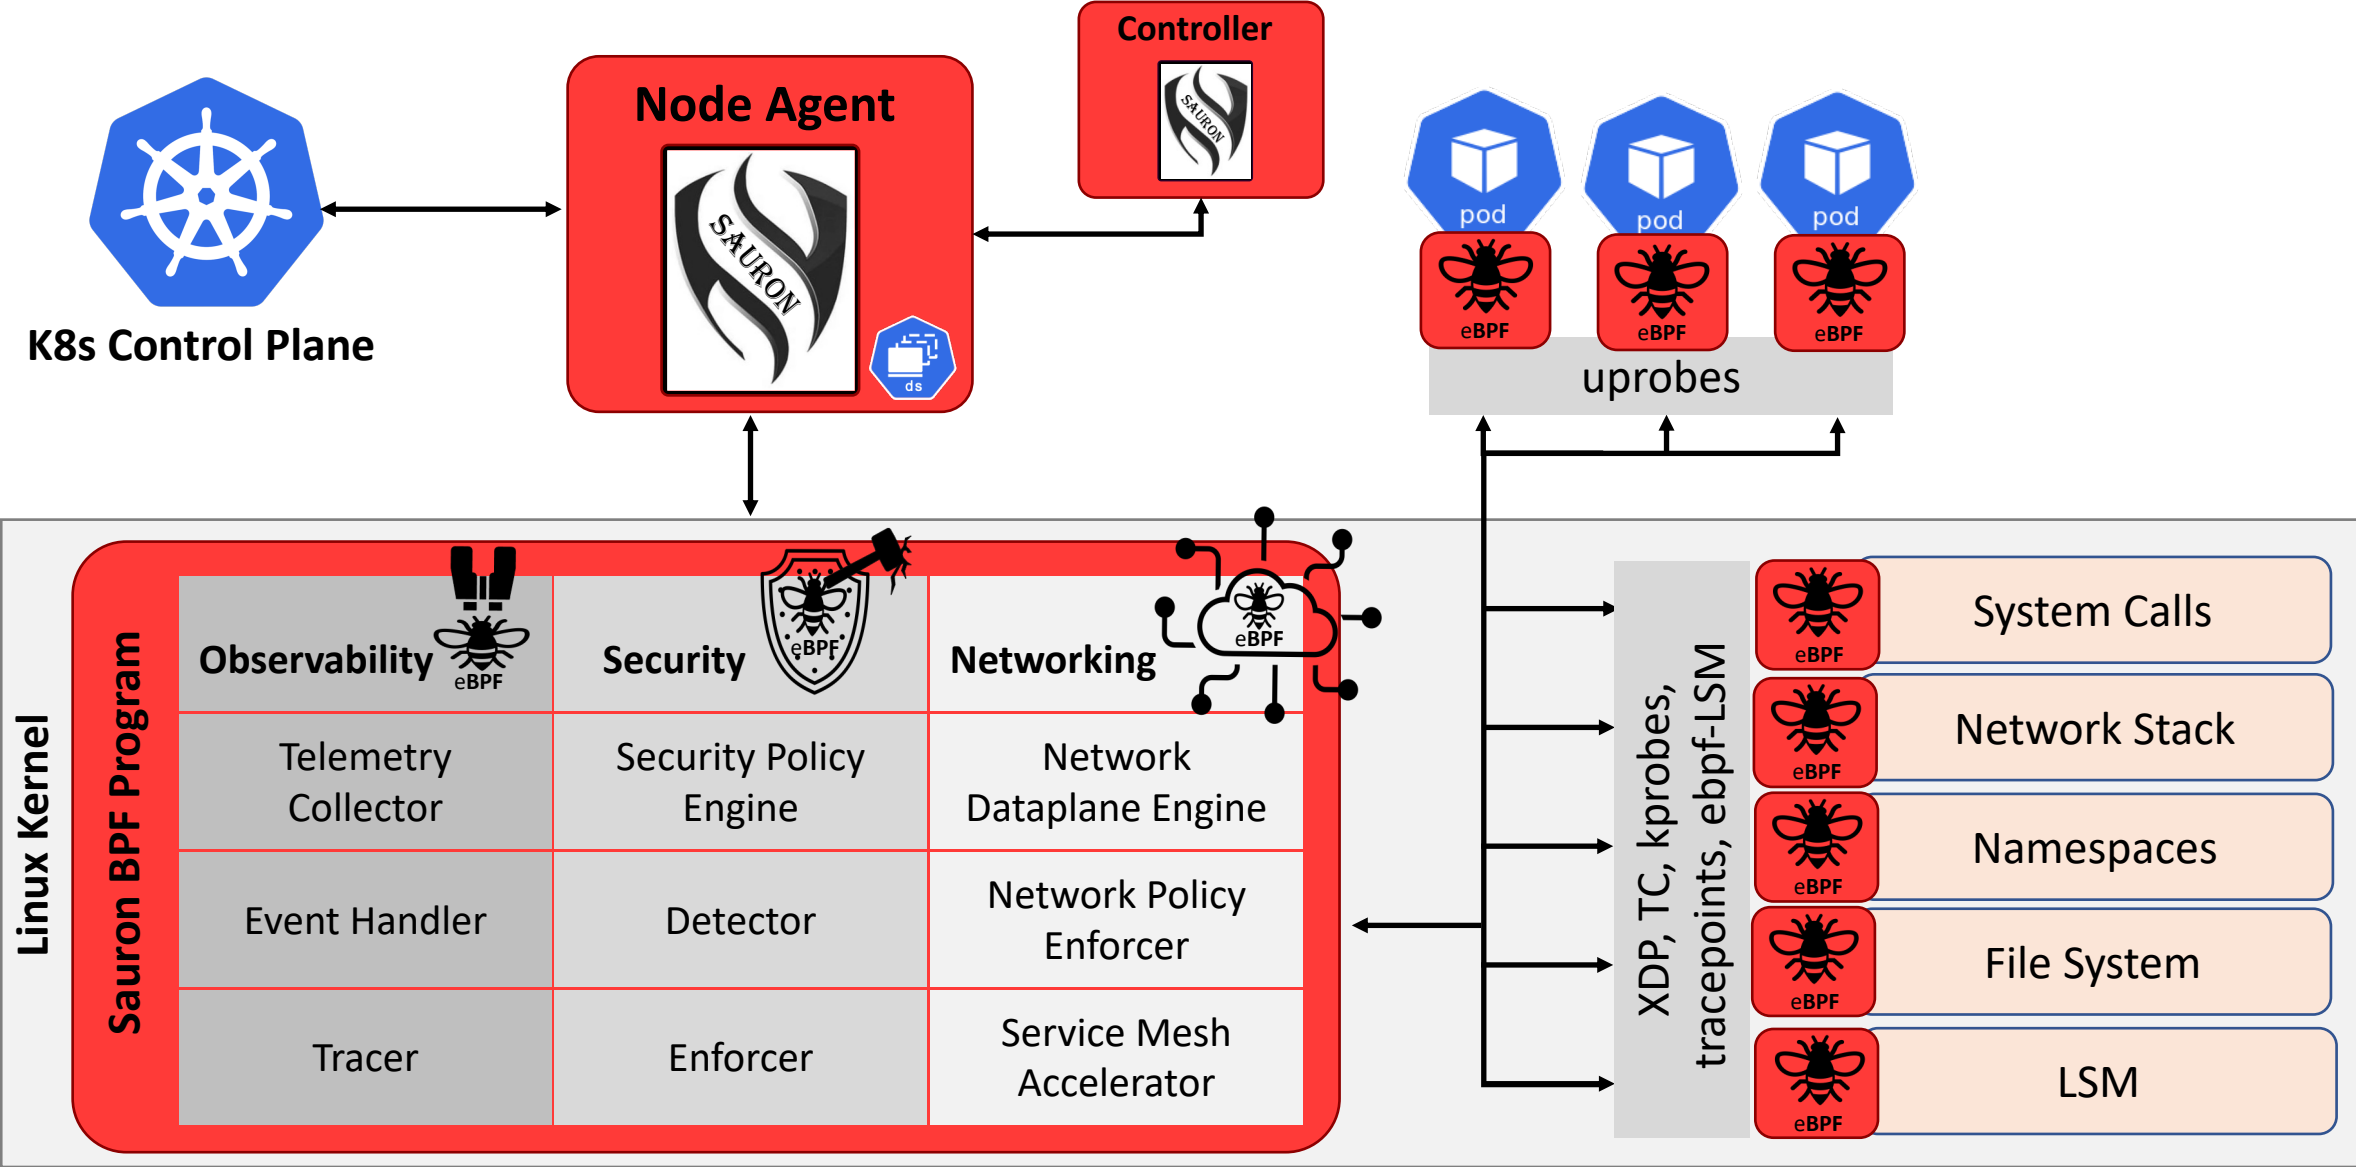 Controller
SAURON
Node Agent
SAURON
ds
K8s Control Plane
pod
pod
pod
eBPF
eBPF
eBPF
uprobes
Linux Kernel
Sauron BPF Program
Observability
eBPF
Security
eBPF
Networking
eBPF
Telemetry
Collector
Security Policy
Engine
Network
Dataplane Engine
Event Handler
Detector
Network Policy
Enforcer
Tracer
Enforcer
Service Mesh
Accelerator
XDP, TC, kprobes,
tracepoints, ebpf-LSM
eBPF
System Calls
eBPF
Network Stack
eBPF
Namespaces
eBPF
File System
eBPF
LSM